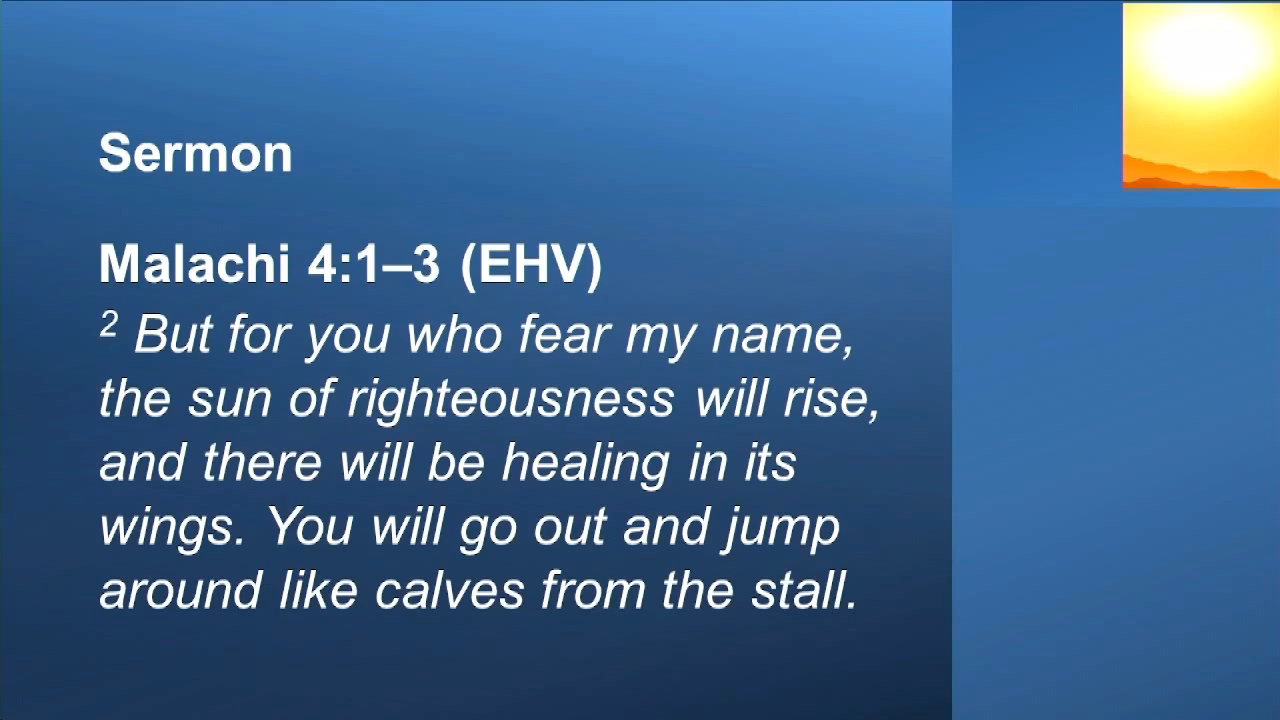 Sermon
Malachi 4:1–3 (EHV)
² But for you who fear my name,
the sun of righteousness will rise,
and there will be healing in its
wings. You will go out and jump
around like calves from the stall.